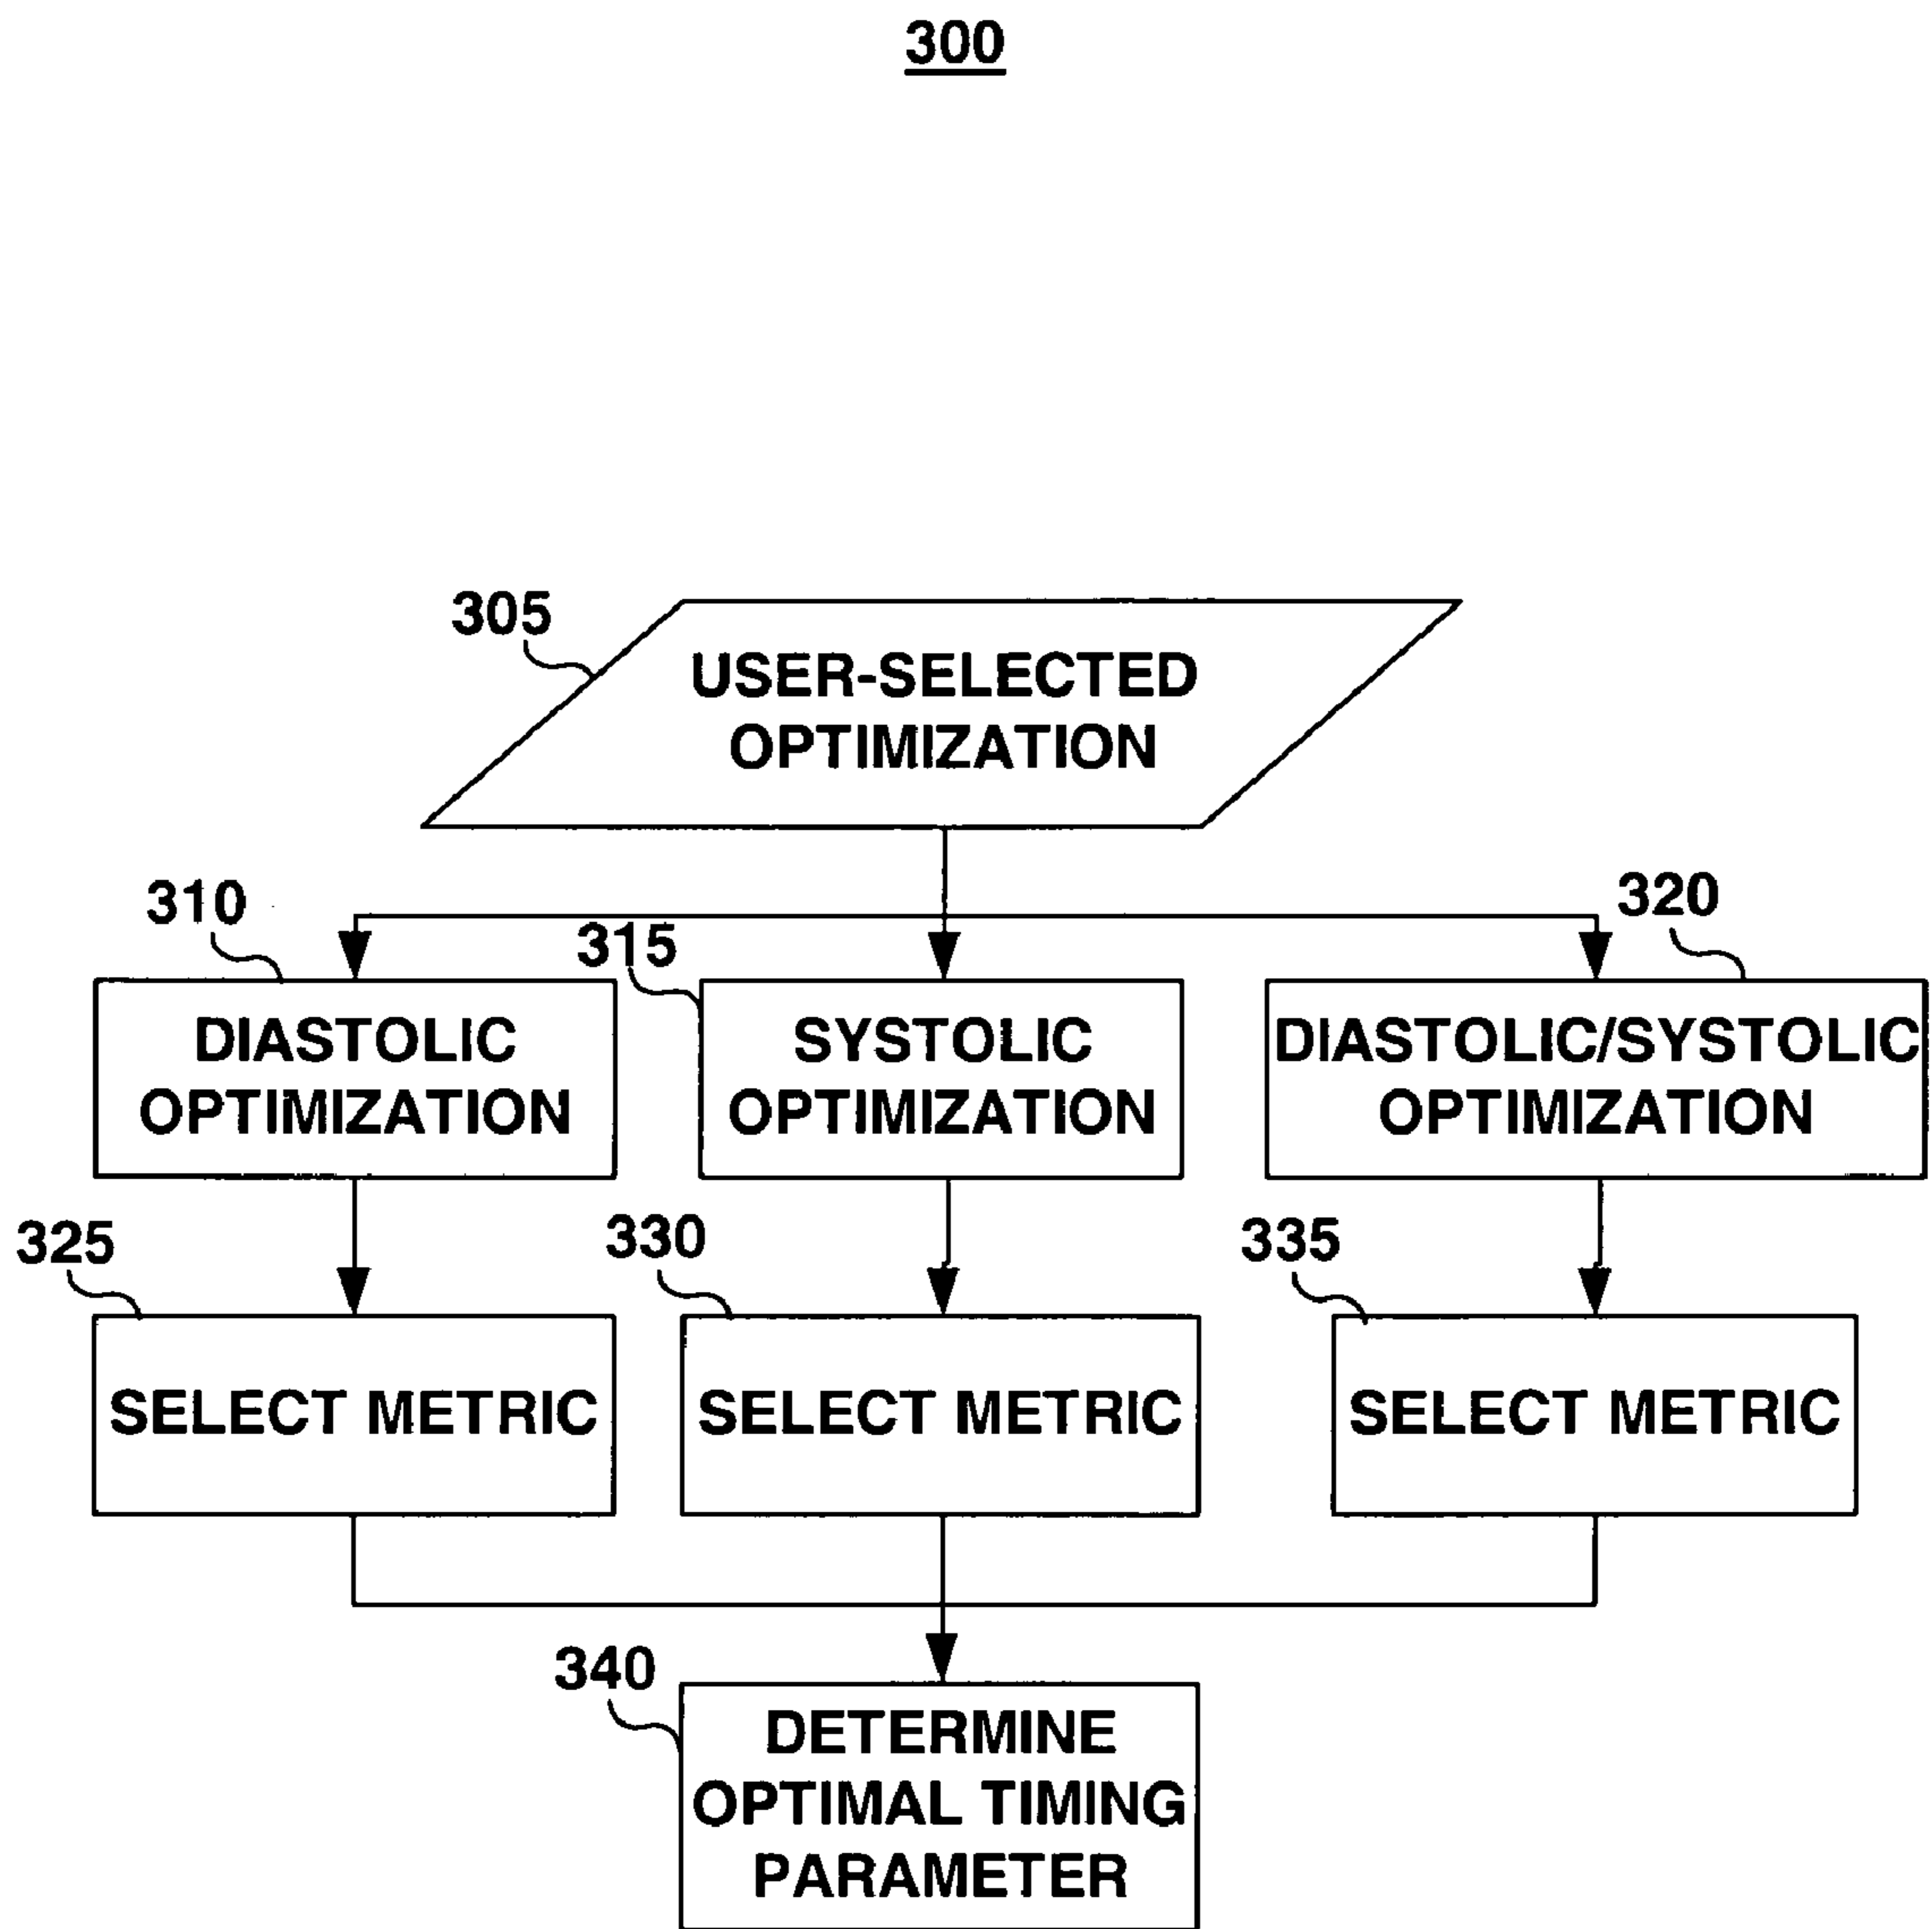 300
305
USER-SELECTED
OPTIMIZATION
310
315
320
DIASTOLIC
OPTIMIZATION
SYSTOLIC
OPTIMIZATION
DIASTOLIC/SYSTOLIC
OPTIMIZATION
325
330
335
SELECT METRIC
SELECT METRIC
SELECT METRIC
340
DETERMINE
OPTIMAL TIMING
PARAMETER